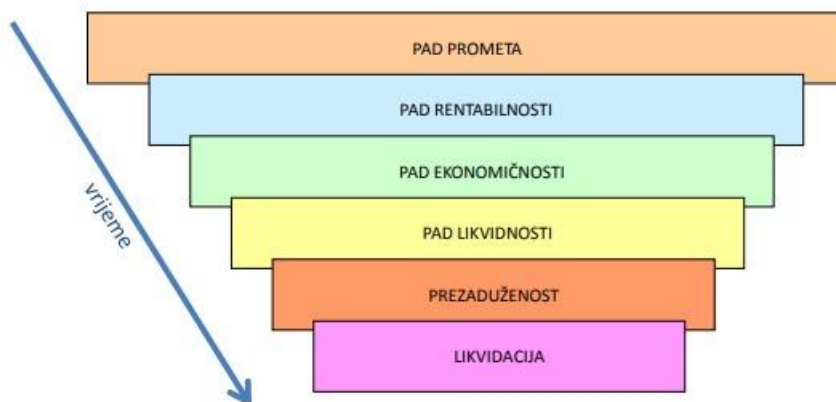 PAD PROMETA
PAD RENTABILNOSTI
PAD EKONOMIČNOSTI
vrijeme
PAD LIKVIDNOSTI
PREZADUŽENOST
LIKVIDACIJA